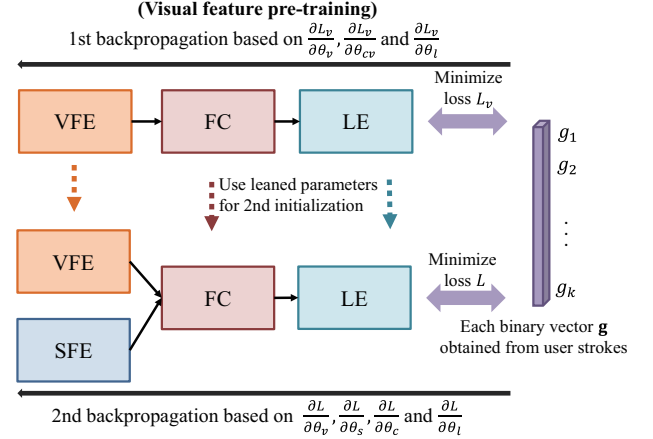 (Visual feature pre-training)
1st backpropagation based on ∂L_v/∂θ_v, ∂L_v/∂θ_cv and ∂L_v/∂θ_l
Minimize
loss L_v
VFE
FC
LE
g_1
g_2
Use leaned parameters
for 2nd initialization
⋮
VFE
FC
LE
Minimize
loss L
g_k
SFE
Each binary vector g
obtained from user strokes
2nd backpropagation based on ∂L/∂θ_v, ∂L/∂θ_s, ∂L/∂θ_c and ∂L/∂θ_l